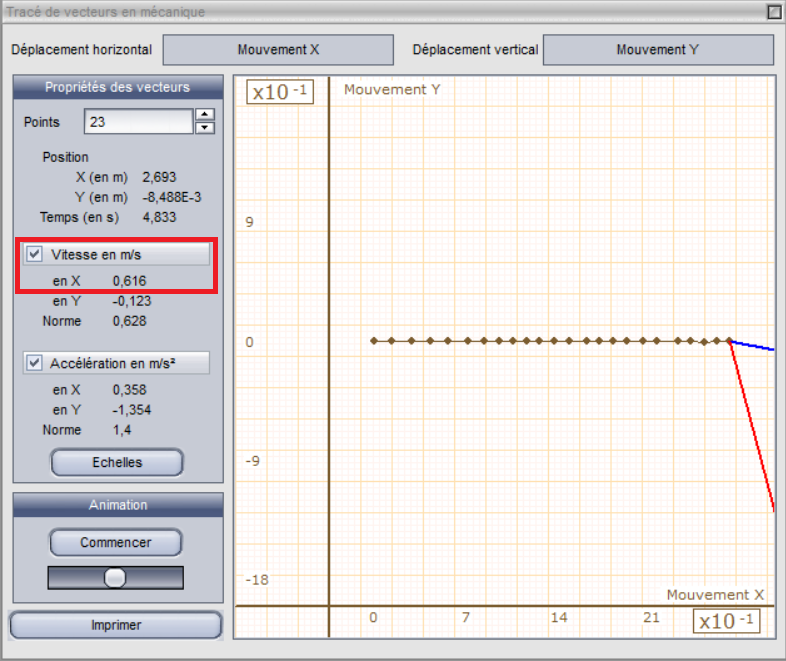 Tracé de vecteurs en mécanique
Déplacement horizontal Mouvement X Déplacement vertical Mouvement Y
Propriétés des vecteurs
Points 23
Position
X (en m) 2,693
Y (en m) -8,488E-3
Temps (en s) 4,833
Vitesse en m/s
en X 0,616
en Y -0,123
Norme 0,628
Accélération en m/s²
en X 0,358
en Y -1,354
Norme 1,4
Echelles
Animation
Commencer
Imprimer
x10 -1 Mouvement Y
9
0
-9
-18
Mouvement X
0 7 14 21 x10 -1